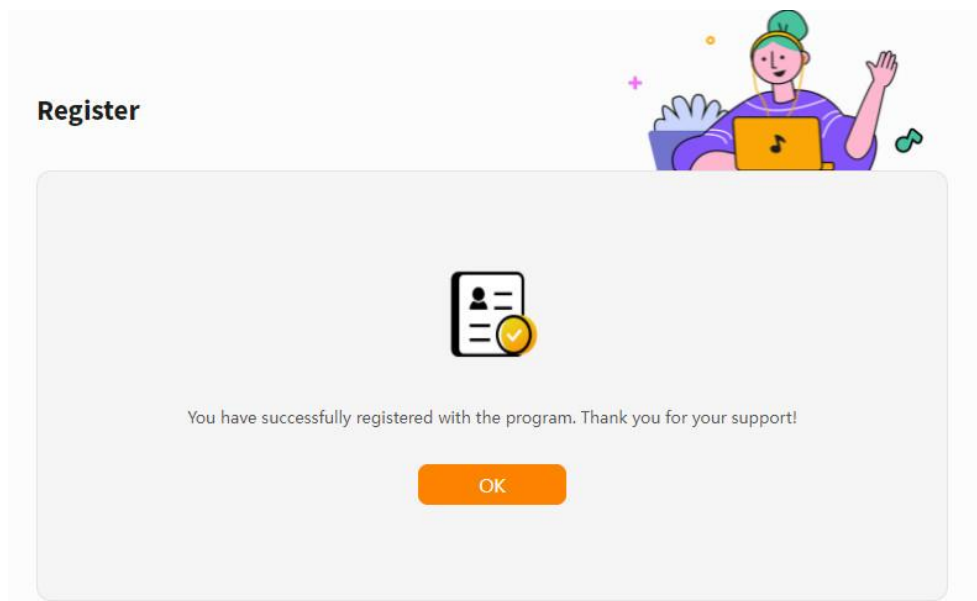 Register
You have successfully registered with the program. Thank you for your support!
OK